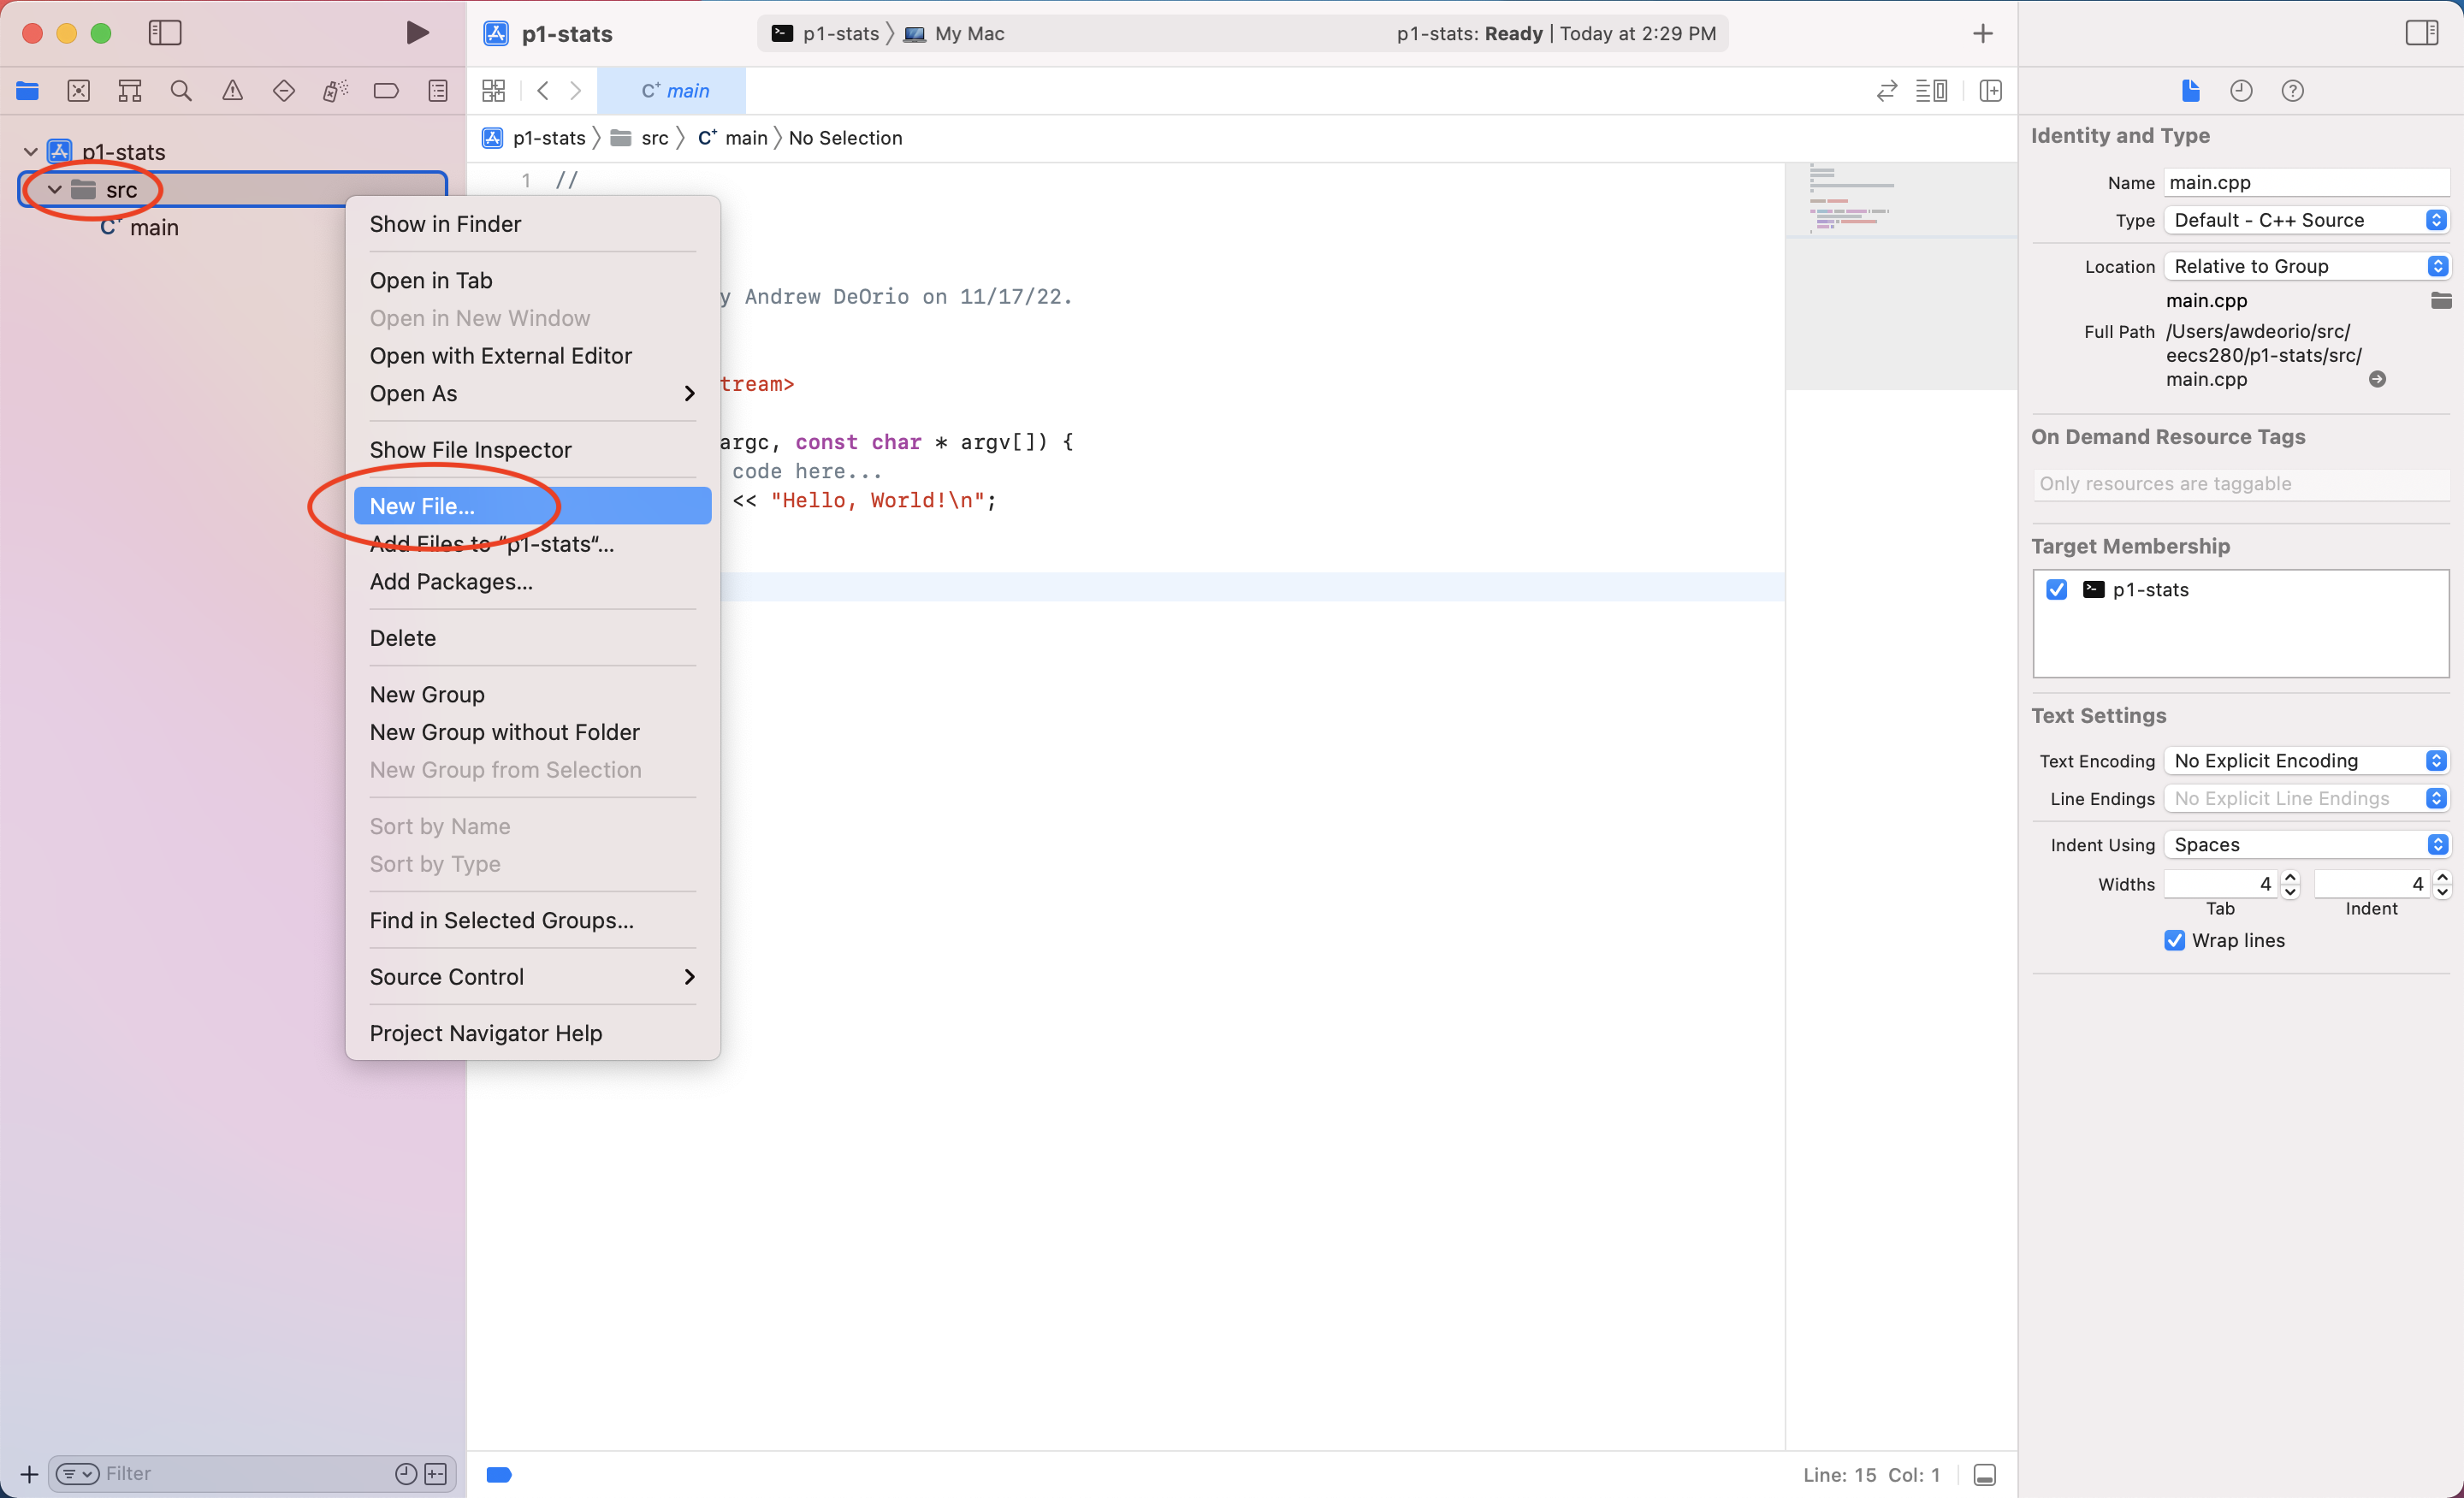 p1-stats
p1-stats
My Mac
p1-stats: Ready | Today at 2:29 PM
C+ main
p1-stats
src
C+ main
No Selection
p1-stats
src
C+ main
Show in Finder
Open in Tab
Open in New Window
Open with External Editor
Open As
Show File Inspector
New File...
Add Files to “p1-stats“...
Add Packages...
Delete
New Group
New Group without Folder
New Group from Selection
Sort by Name
Sort by Type
Find in Selected Groups...
Source Control
Project Navigator Help
1 //
y Andrew DeOrio on 11/17/22.
tream>
argc, const char * argv[]) {
code here...
<< "Hello, World!\n";
Identity and Type
Name main.cpp
Type Default - C++ Source
Location Relative to Group
main.cpp
Full Path /Users/awdeorio/src/
eecs280/p1-stats/src/
main.cpp
On Demand Resource Tags
Only resources are taggable
Target Membership
p1-stats
Text Settings
Text Encoding No Explicit Encoding
Line Endings No Explicit Line Endings
Indent Using Spaces
Widths 4 4
Tab Indent
Wrap lines
Filter
Line: 15 Col: 1